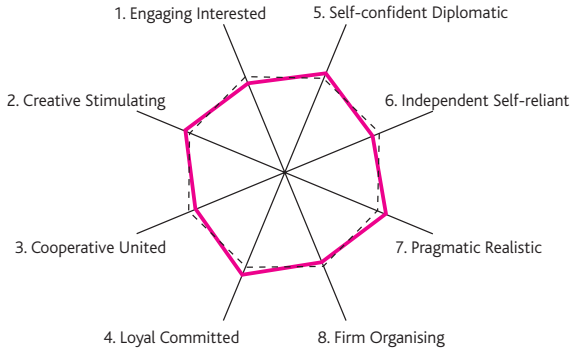 1. Engaging Interested
5. Self-confident Diplomatic
2. Creative Stimulating
6. Independent Self-reliant
3. Cooperative United
7. Pragmatic Realistic
4. Loyal Committed
8. Firm Organising